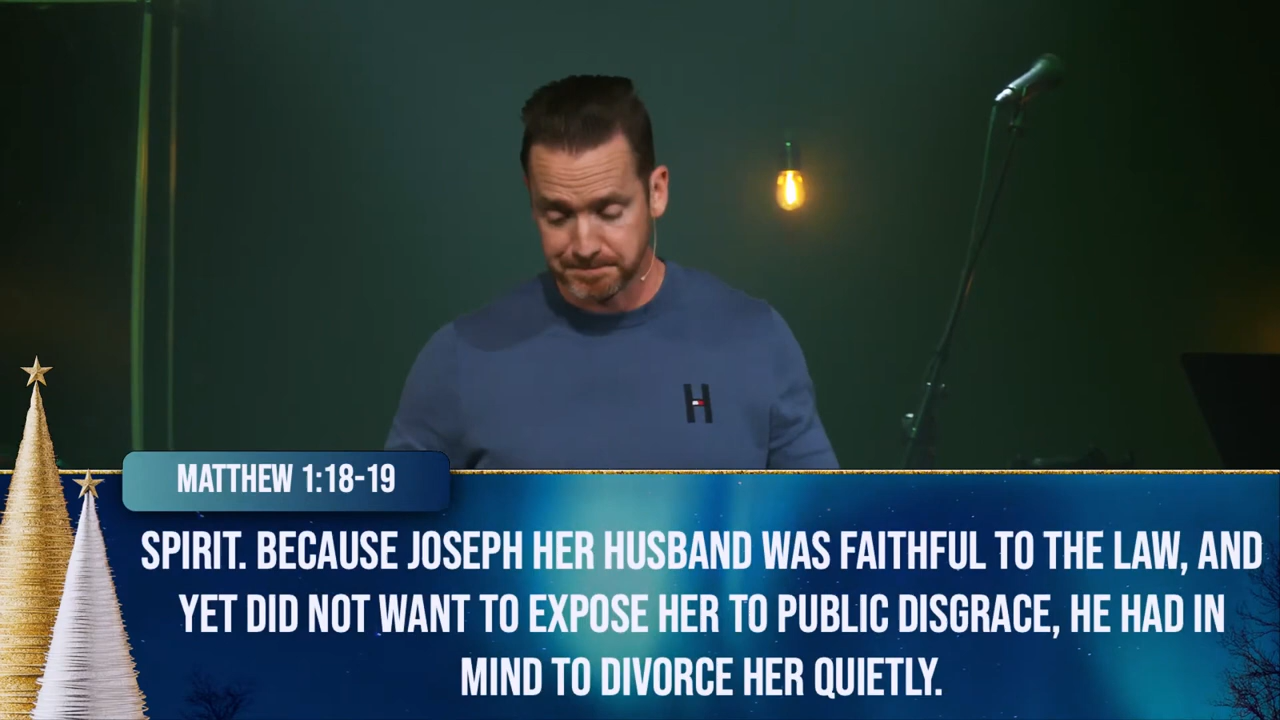 H
MATTHEW 1:18-19
SPIRIT. BECAUSE JOSEPH HER HUSBAND WAS FAITHFUL TO THE LAW, AND
YET DID NOT WANT TO EXPOSE HER TO PUBLIC DISGRACE, HE HAD IN
MIND TO DIVORCE HER QUIETLY.